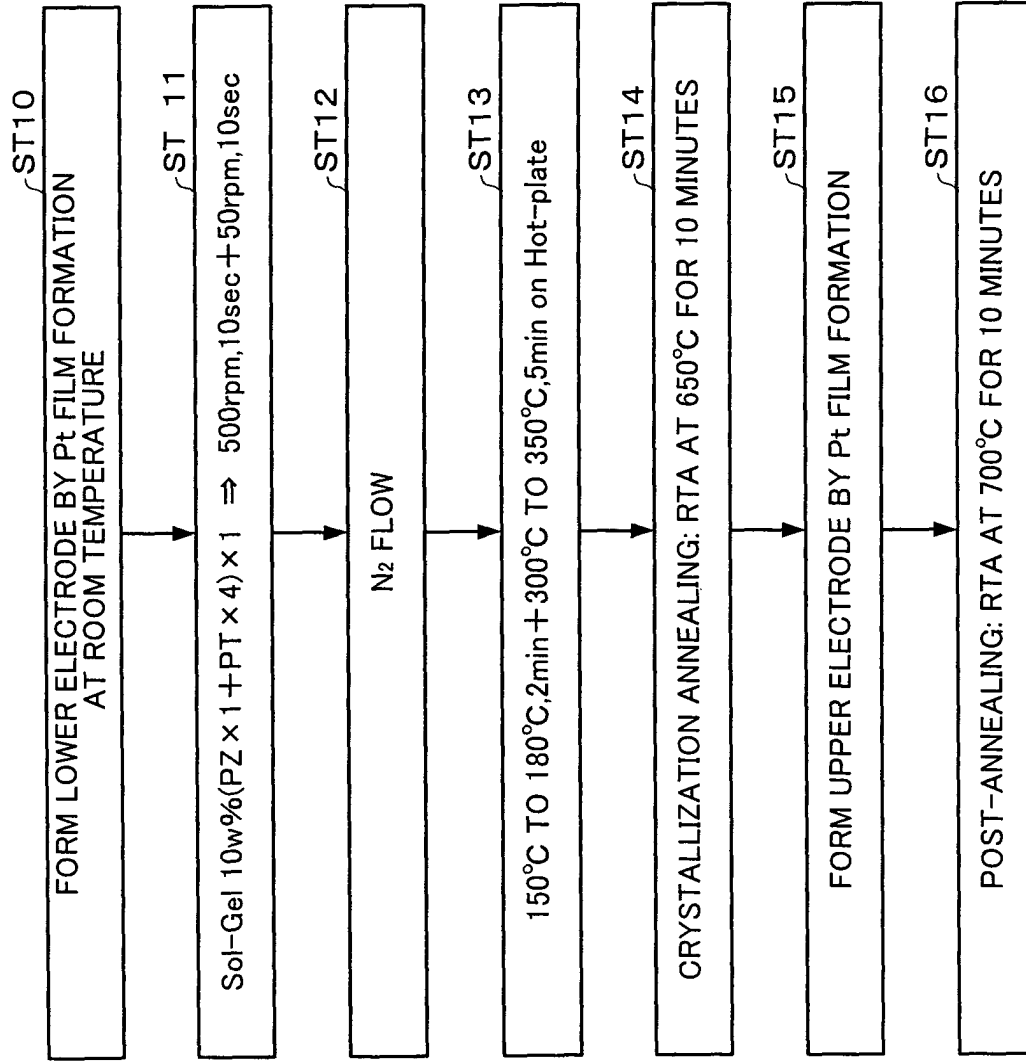 ST10
FORM LOWER ELECTRODE BY Pt FILM FORMATION
AT ROOM TEMPERATURE
ST 11
Sol-Gel 10w%(PZ×1+PT×4)×1 ⇒ 500rpm,10sec+50rpm,10sec
ST12
N₂ FLOW
ST13
150°C TO 180°C,2min+300°C TO 350°C,5min on Hot-plate
ST14
CRYSTALLIZATION ANNEALING: RTA AT 650°C FOR 10 MINUTES
ST15
FORM UPPER ELECTRODE BY Pt FILM FORMATION
ST16
POST-ANNEALING: RTA AT 700°C FOR 10 MINUTES